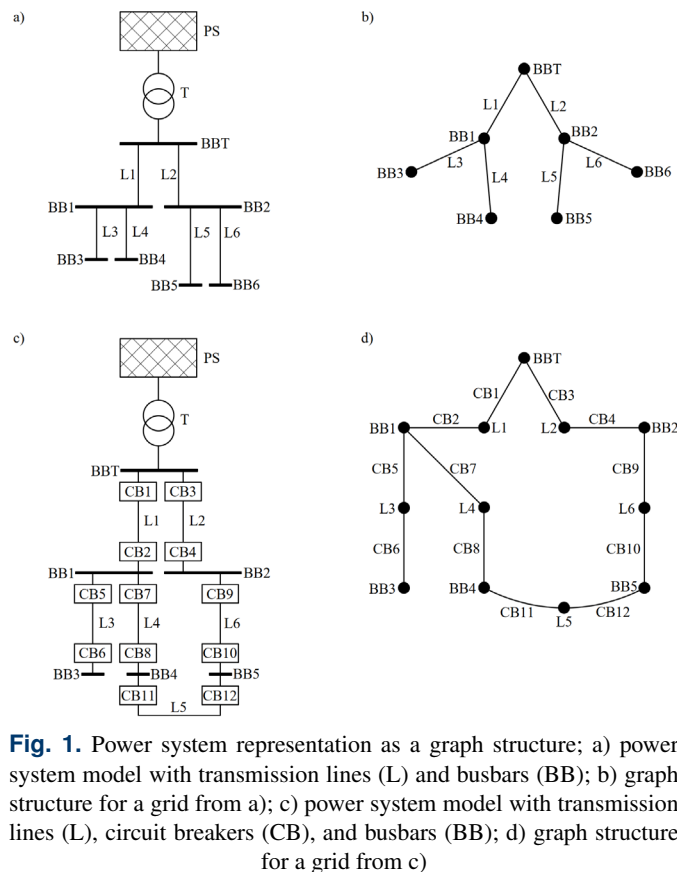 a)
PS
T
BBT
L1
L2
BB1
BB2
L3
L4
L5
L6
BB3
BB4
BB5
BB6
b)
BBT
L1
L2
BB1
BB2
BB3
L3
L4
L5
L6
BB6
BB4
BB5
c)
PS
T
BBT
CB1
CB3
L1
L2
CB2
CB4
BB1
BB2
CB5
CB7
CB9
L3
L4
L6
CB6
CB8
CB10
BB3
BB4
BB5
CB11
CB12
L5
d)
BBT
CB1
CB3
BB1
CB2
L1
L2
CB4
BB2
CB5
CB7
CB9
L3
L4
L6
CB6
CB8
CB10
BB3
BB4
BB5
CB11
L5
CB12
Fig. 1. Power system representation as a graph structure; a) power
system model with transmission lines (L) and busbars (BB); b) graph
structure for a grid from a); c) power system model with transmission
lines (L), circuit breakers (CB), and busbars (BB); d) graph structure
for a grid from c)